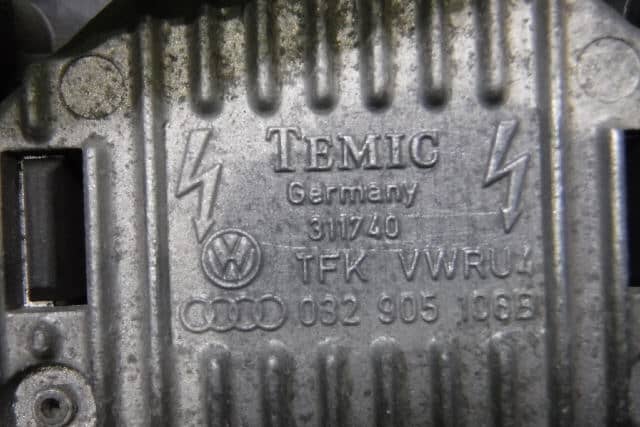 TEMIC
Germany
311740
TFK VWRU4
032 905 106B